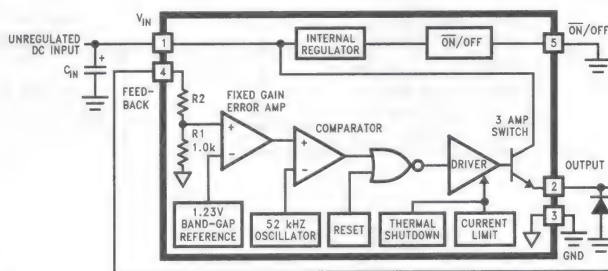 UNREGULATED
DC INPUT
V_IN
C_IN
+
1
4
FEED-
BACK
R2
R1
1.0k
FIXED GAIN
ERROR AMP
+
−
INTERNAL
REGULATOR
ON/OFF
5
ON/OFF
COMPARATOR
+
−
DRIVER
3 AMP
SWITCH
OUTPUT
2
3
GND
1.23V
BAND-GAP
REFERENCE
52 kHZ
OSCILLATOR
RESET
THERMAL
SHUTDOWN
CURRENT
LIMIT